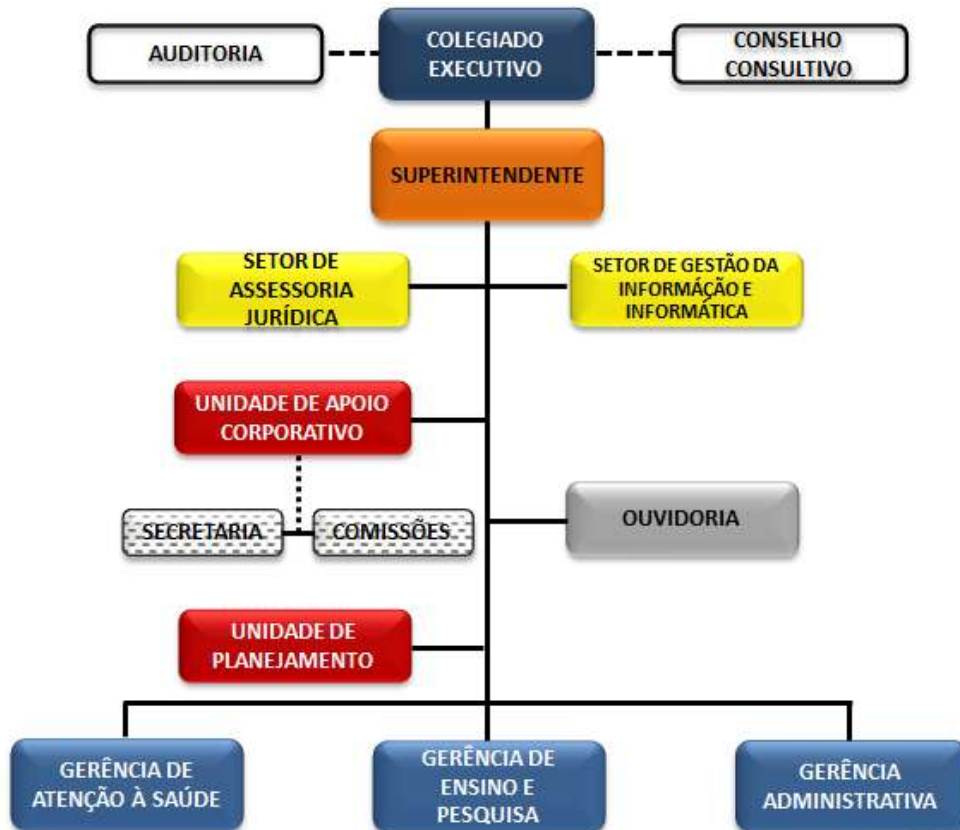 AUDITORIA
COLEGIADO
EXECUTIVO
CONSELHO
CONSULTIVO
SUPERINTENDENTE
SETOR DE
ASSESSORIA
JURÍDICA
SETOR DE GESTÃO DA
INFORMÁÇÃO E
INFORMÁTICA
UNIDADE DE APOIO
CORPORATIVO
SECRETARIA
COMISSÕES
OUVIDORIA
UNIDADE DE
PLANEJAMENTO
GERÊNCIA DE
ATENÇÃO À SAÚDE
GERÊNCIA DE
ENSINO E
PESQUISA
GERÊNCIA
ADMINISTRATIVA